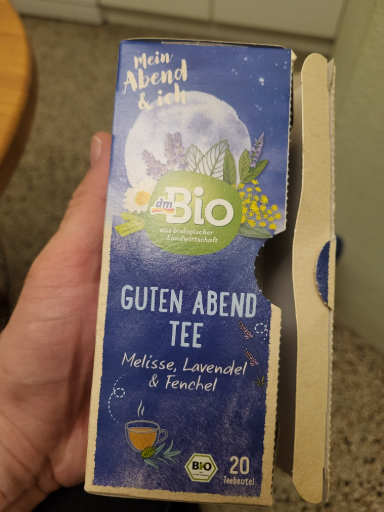 Mein
Abend
& ich
dm
Bio
aus biologischer
Landwirtschaft
GUTEN ABEND
TEE
Melisse, Lavendel
& Fenchel
BIO
20
Teebeutel